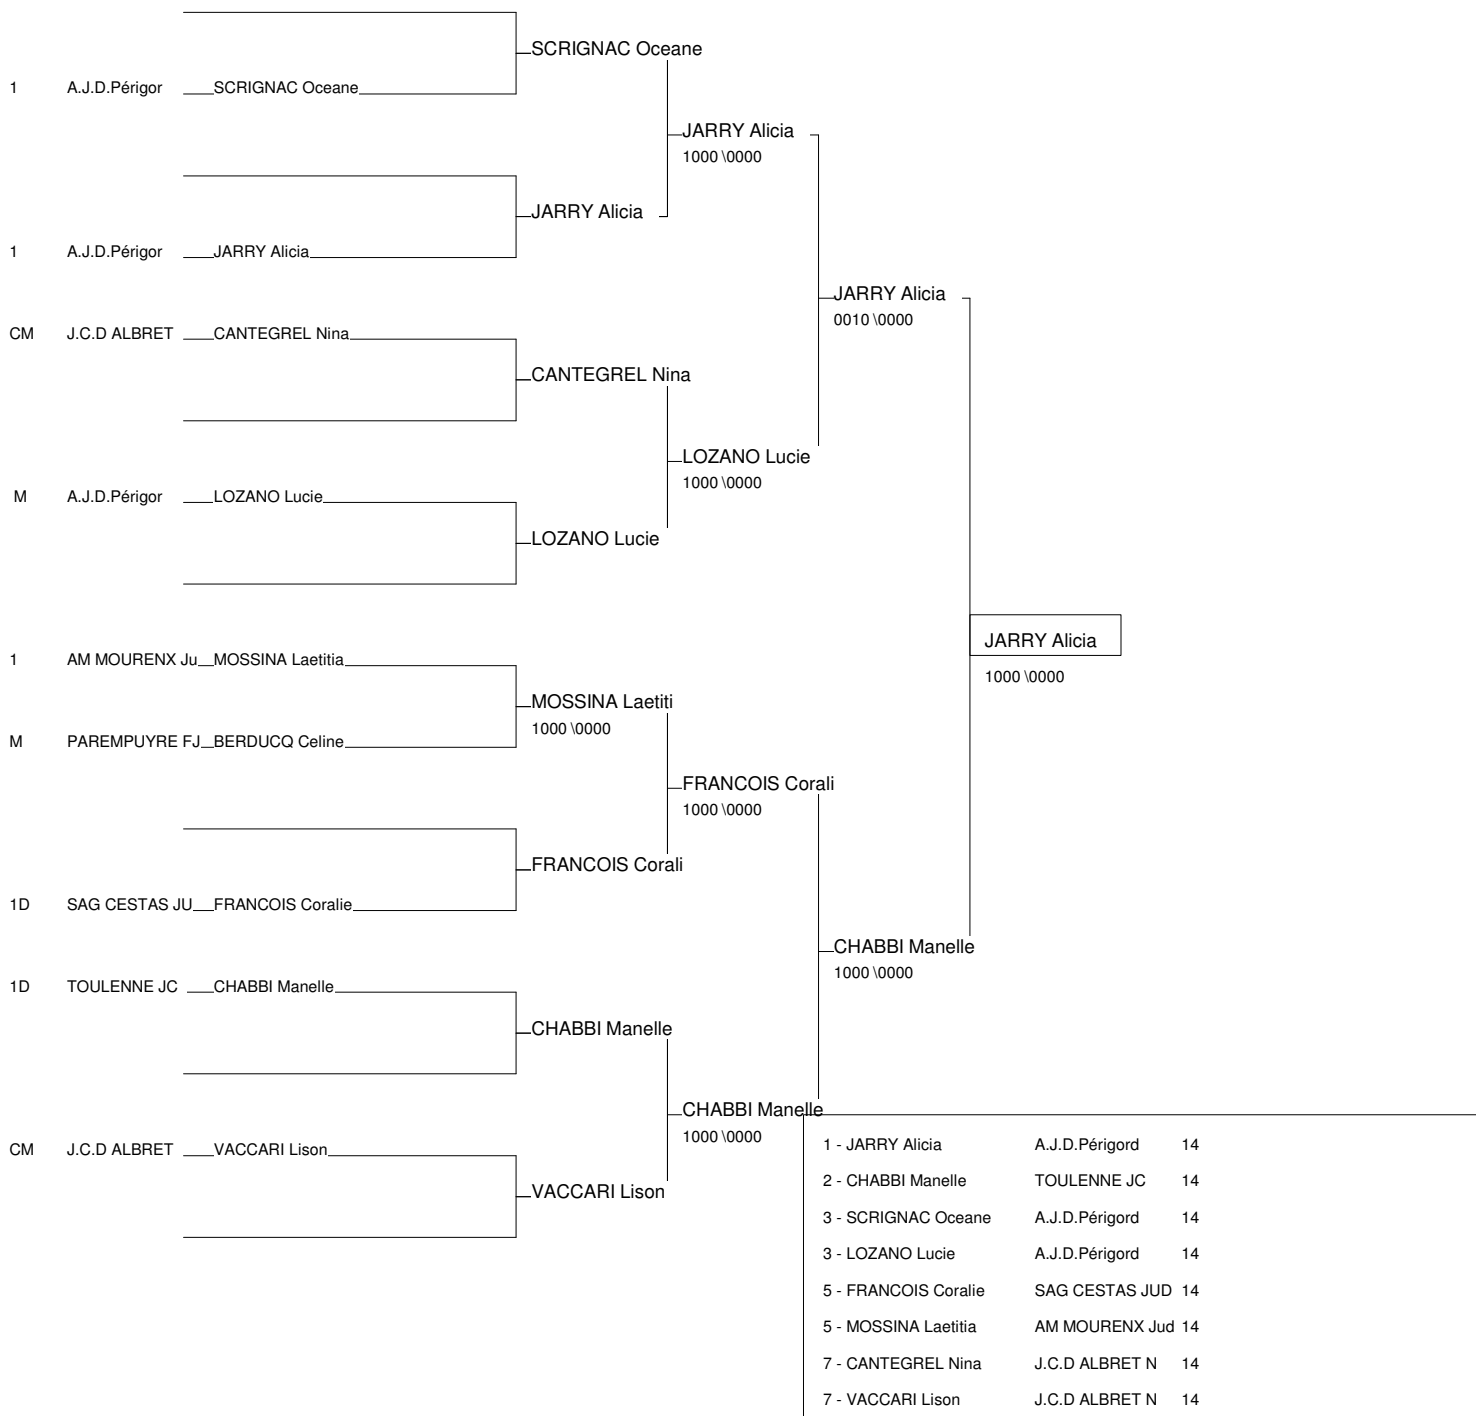 SCRIGNAC Oceane
1 A.J.D.Périgor SCRIGNAC Oceane
JARRY Alicia
1000 \0000
JARRY Alicia
1 A.J.D.Périgor JARRY Alicia
JARRY Alicia
0010 \0000
CM J.C.D ALBRET CANTEGREL Nina
CANTEGREL Nina
LOZANO Lucie
1000 \0000
M A.J.D.Périgor LOZANO Lucie
LOZANO Lucie
JARRY Alicia
1000 \0000
1 AM MOURENX Ju MOSSINA Laetitia
MOSSINA Laetiti
1000 \0000
M PAREMPUYRE FJ BERDUCQ Celine
FRANCOIS Corali
1000 \0000
FRANCOIS Corali
1D SAG CESTAS JU FRANCOIS Coralie
CHABBI Manelle
1000 \0000
1D TOULENNE JC CHABBI Manelle
CHABBI Manelle
CHABBI Manelle
1000 \0000
CM J.C.D ALBRET VACCARI Lison
VACCARI Lison
1 - JARRY Alicia A.J.D.Périgord 14
2 - CHABBI Manelle TOULENNE JC 14
3 - SCRIGNAC Oceane A.J.D.Périgord 14
3 - LOZANO Lucie A.J.D.Périgord 14
5 - FRANCOIS Coralie SAG CESTAS JUD 14
5 - MOSSINA Laetitia AM MOURENX Jud 14
7 - CANTEGREL Nina J.C.D ALBRET N 14
7 - VACCARI Lison J.C.D ALBRET N 14